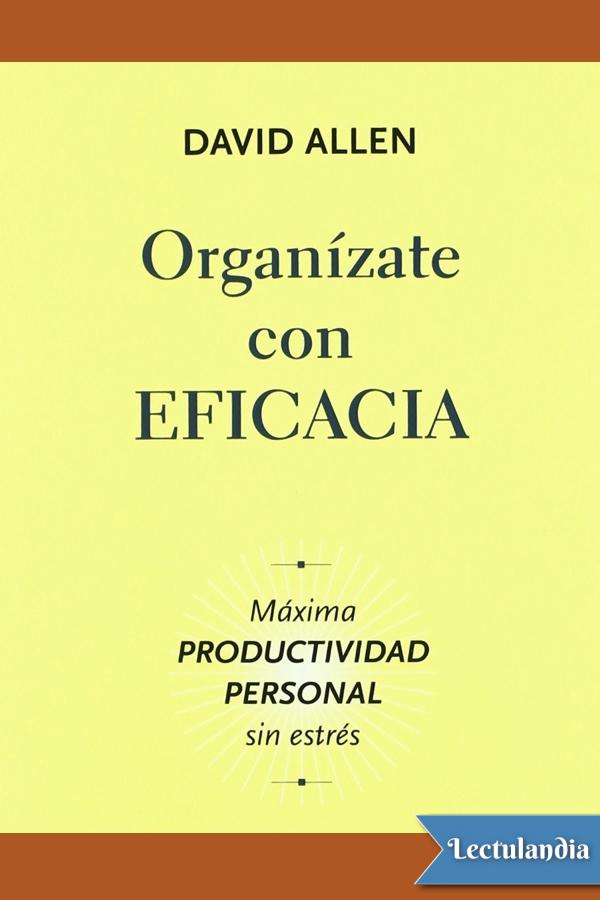 DAVID ALLEN
Organízate
con
EFICACIA
Máxima
PRODUCTIVIDAD
PERSONAL
sin estrés
Lectulandia